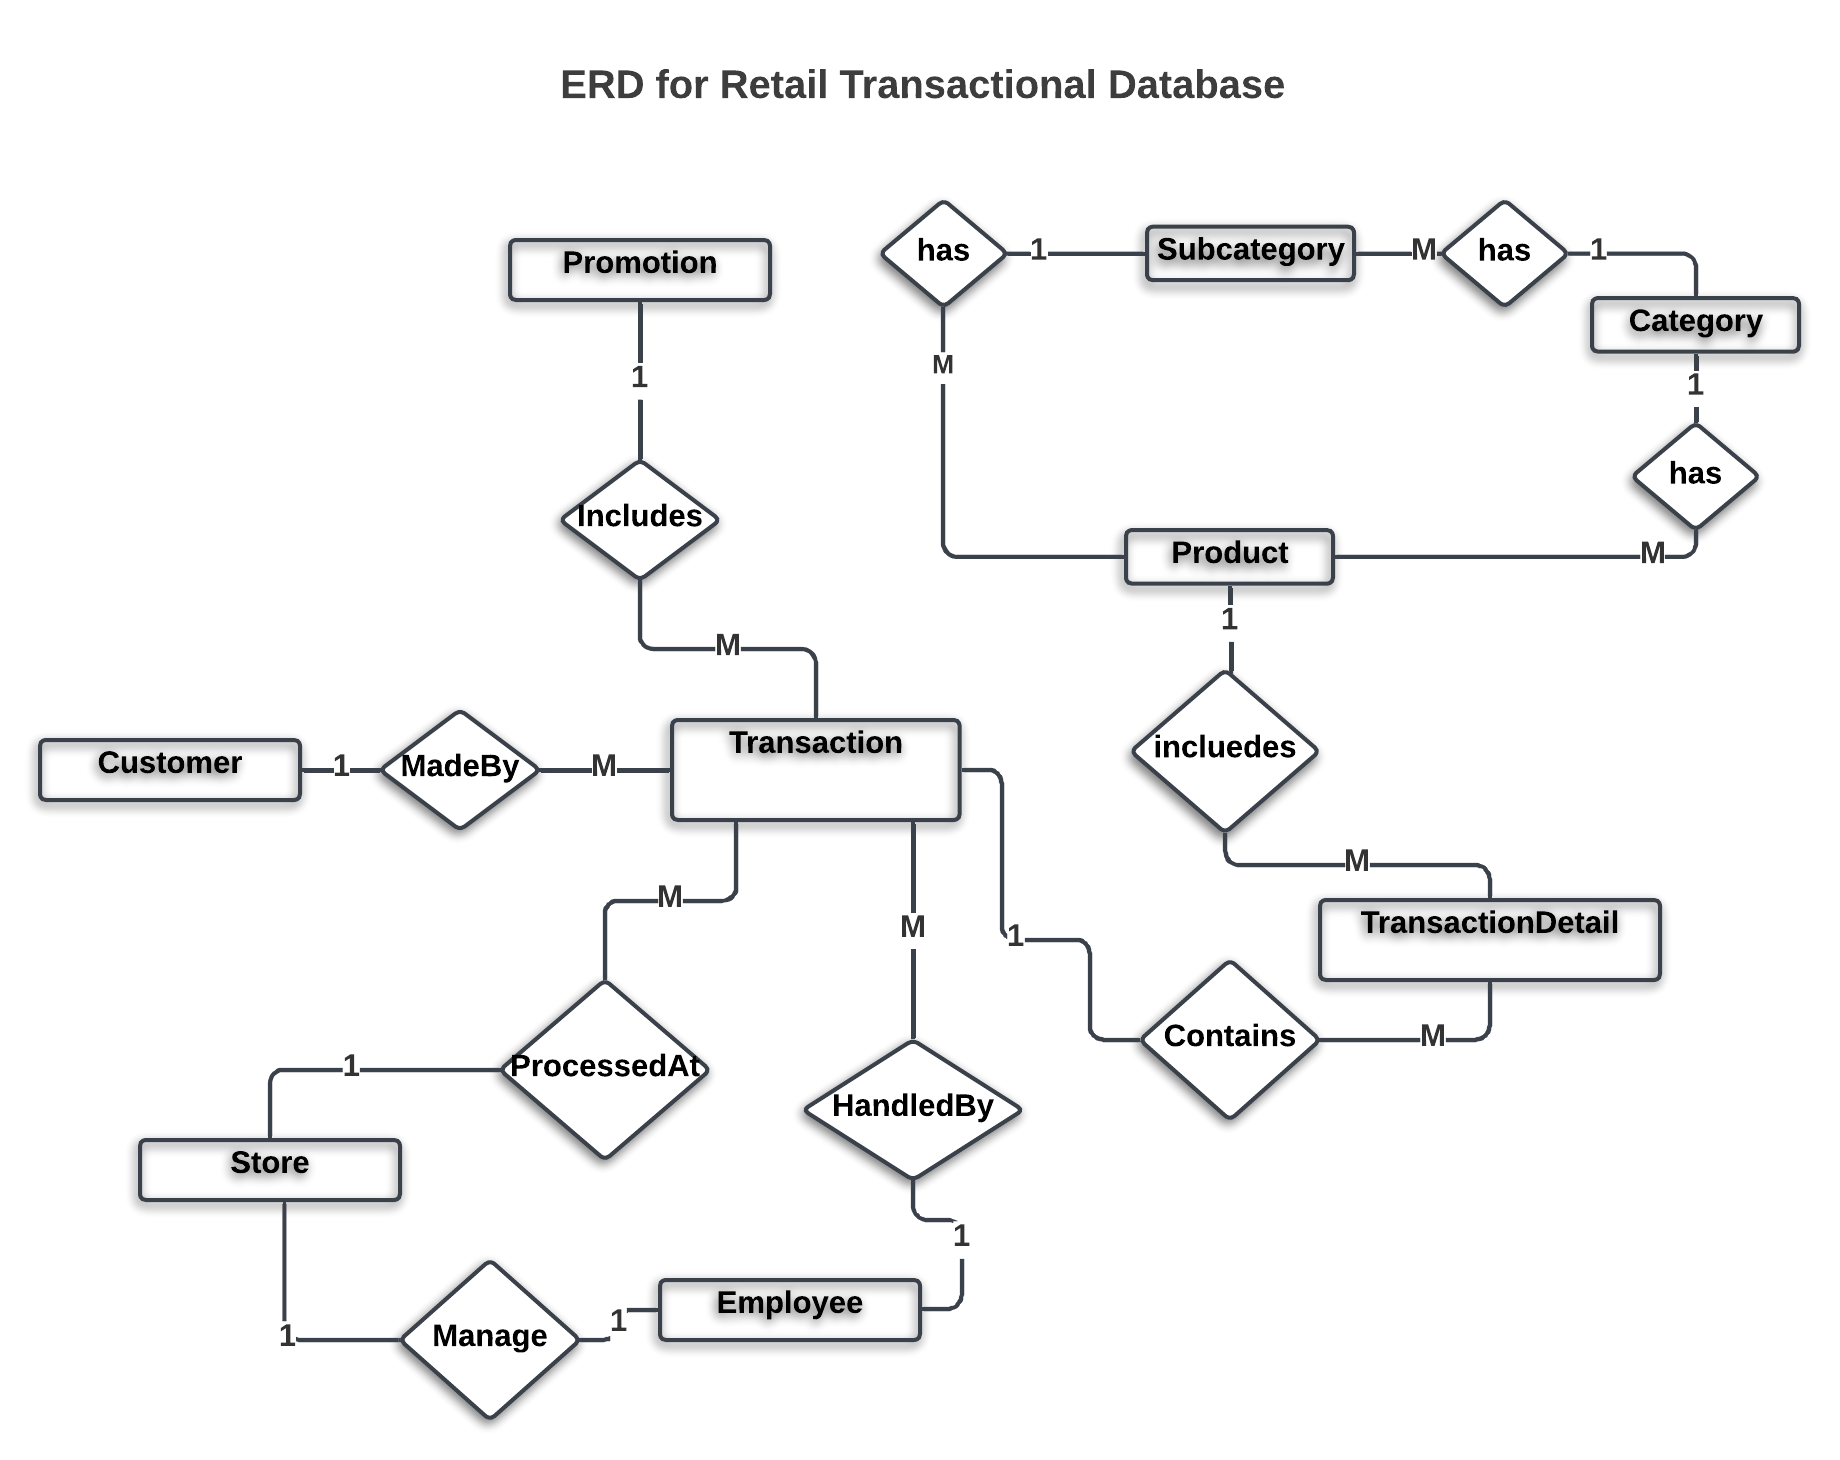 ERD for Retail Transactional Database
has
1
Subcategory
M
has
1
Promotion
Category
1
M
1
has
Includes
Product
M
1
M
Customer
1
MadeBy
M
Transaction
incluedes
M
M
TransactionDetail
M
1
Contains
M
1
ProcessedAt
HandledBy
Store
1
Employee
1
1
Manage